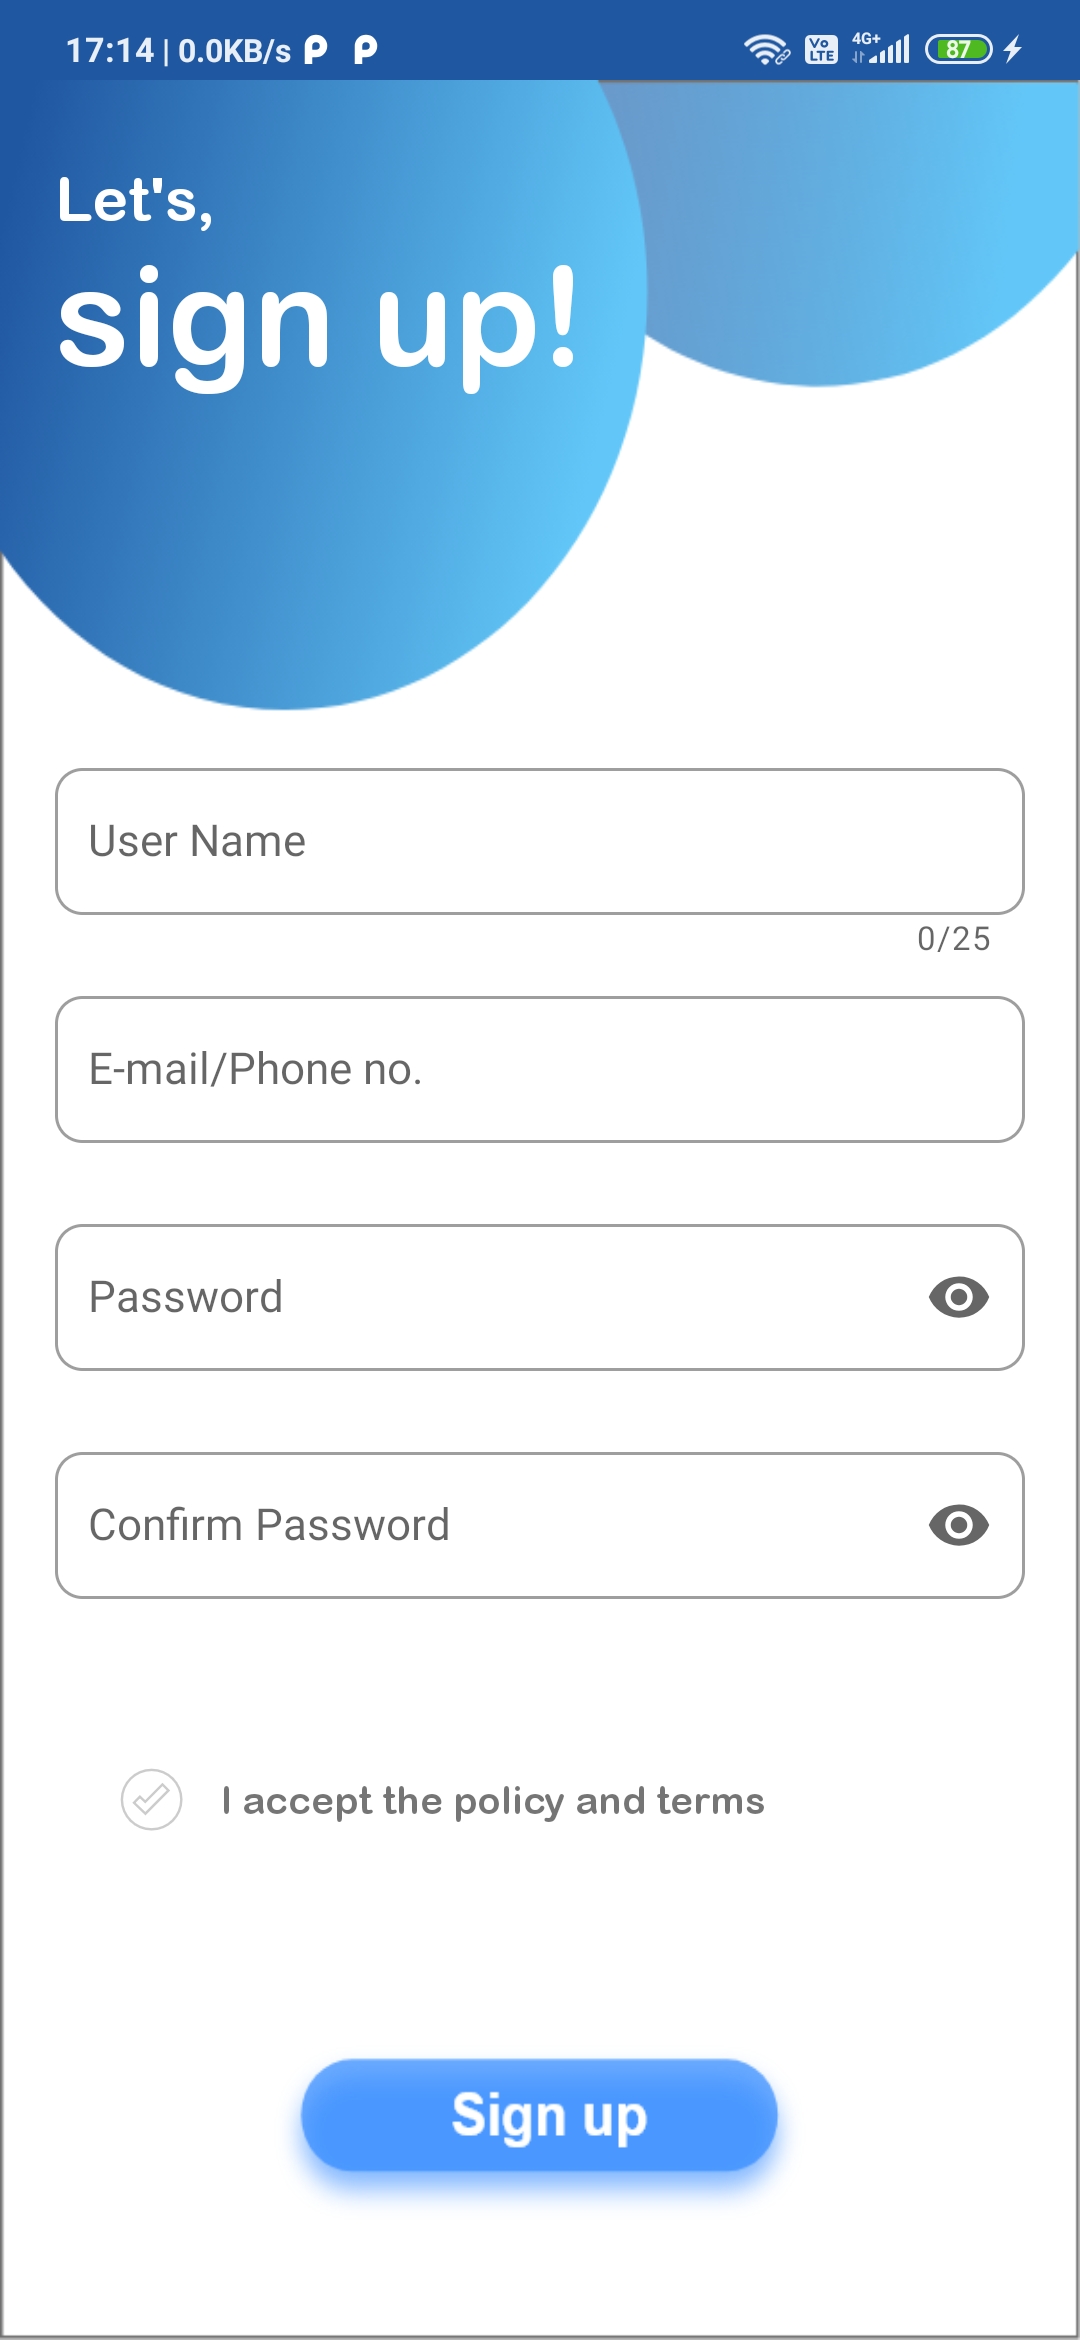 17:14 | 0.0KB/s
Vo LTE 4G+ 87
Let's,
sign up!
User Name
0/25
E-mail/Phone no.
Password
Confirm Password
I accept the policy and terms
Sign up